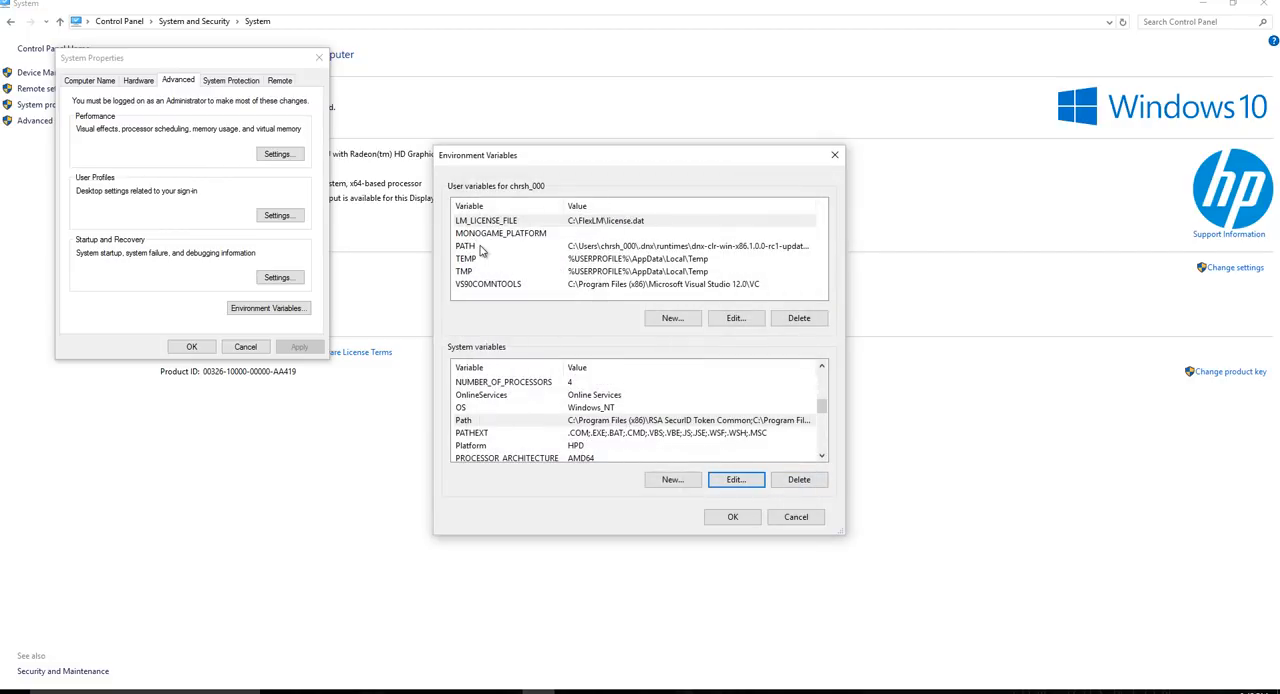 System
Control Panel
System and Security
System
Search Control Panel
Control Pan
System Properties
puter
Device Ma
Computer Name
Hardware
Advanced
System Protection
Remote
Remote se
You must be logged on as an Administrator to make most of these changes.
d.
System pro
Performance
Windows 10
Advanced
Visual effects, processor scheduling, memory usage, and virtual memory
Settings...
with Radeon(tm) HD Graphic
Environment Variables
User Profiles
stem, x64-based processor
User variables for chrsh_000
Desktop settings related to your sign-in
put is available for this Display
hp
Variable
Value
Settings...
LM_LICENSE_FILE
C:\FlexLM\license.dat
MONOGAME_PLATFORM
Support Information
Startup and Recovery
PATH
C:\Users\chrsh_000\.dnx\runtimes\dnx-clr-win-x86.1.0.0-rc1-updat...
System startup, system failure, and debugging information
TEMP
%USERPROFILE%\AppData\Local\Temp
Change settings
Settings...
TMP
%USERPROFILE%\AppData\Local\Temp
VS90COMNTOOLS
C:\Program Files (x86)\Microsoft Visual Studio 12.0\VC
Environment Variables...
New...
Edit...
Delete
OK
Cancel
Apply
System variables
are License Terms
Product ID: 00326-10000-00000-AA419
Change product key
Variable
Value
NUMBER_OF_PROCESSORS
4
OnlineServices
Online Services
OS
Windows_NT
Path
C:\Program Files (x86)\RSA SecurID Token Common;C:\Program Fil...
PATHEXT
.COM;.EXE;.BAT;.CMD;.VBS;.VBE;.JS;.JSE;.WSF;.WSH;.MSC
Platform
HPD
PROCESSOR_ARCHITECTURE
AMD64
New...
Edit...
Delete
OK
Cancel
See also
Security and Maintenance